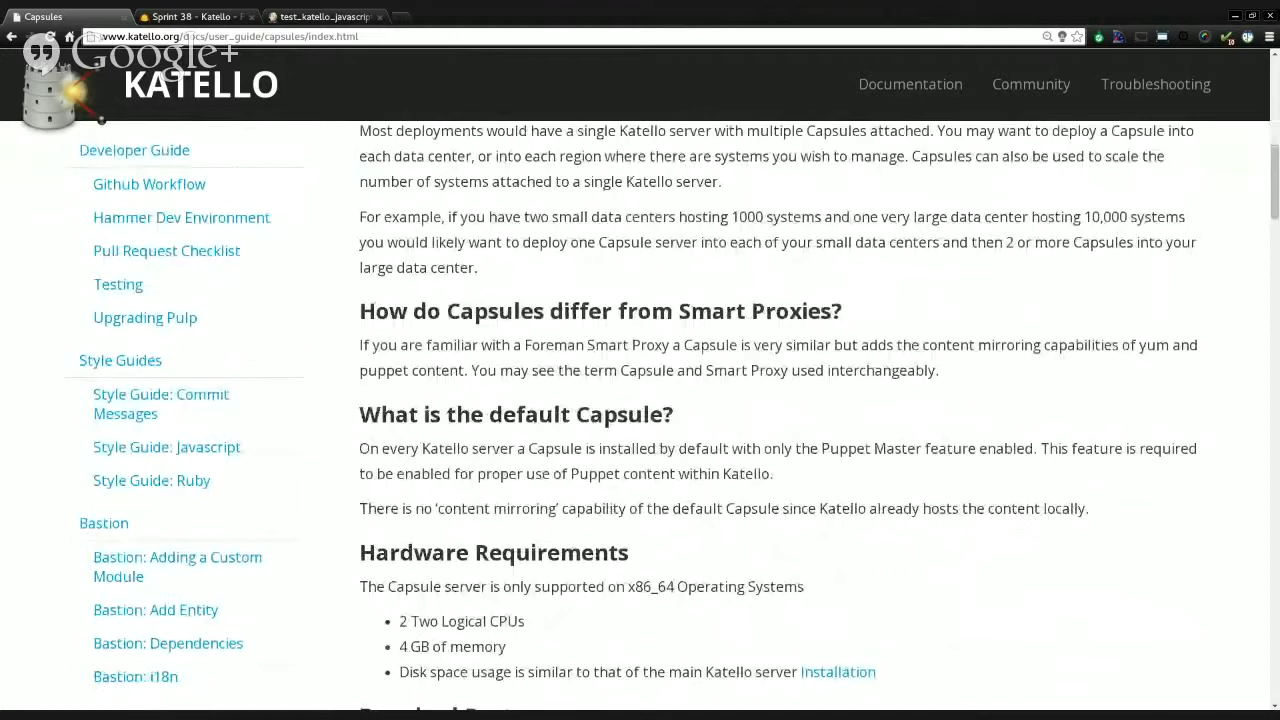 Capsules
Sprint 38 - Katello - 
test_katello_javascrip
www.katello.org/docs/user_guide/capsules/index.html
Google+
KATELLO
Documentation
Community
Troubleshooting
Developer Guide
Github Workflow
Hammer Dev Environment
Pull Request Checklist
Testing
Upgrading Pulp
Style Guides
Style Guide: Commit
Messages
Style Guide: Javascript
Style Guide: Ruby
Bastion
Bastion: Adding a Custom
Module
Bastion: Add Entity
Bastion: Dependencies
Bastion: i18n
Most deployments would have a single Katello server with multiple Capsules attached. You may want to deploy a Capsule into
each data center, or into each region where there are systems you wish to manage. Capsules can also be used to scale the
number of systems attached to a single Katello server.
For example, if you have two small data centers hosting 1000 systems and one very large data center hosting 10,000 systems
you would likely want to deploy one Capsule server into each of your small data centers and then 2 or more Capsules into your
large data center.
How do Capsules differ from Smart Proxies?
If you are familiar with a Foreman Smart Proxy a Capsule is very similar but adds the content mirroring capabilities of yum and
puppet content. You may see the term Capsule and Smart Proxy used interchangeably.
What is the default Capsule?
On every Katello server a Capsule is installed by default with only the Puppet Master feature enabled. This feature is required
to be enabled for proper use of Puppet content within Katello.
There is no ‘content mirroring’ capability of the default Capsule since Katello already hosts the content locally.
Hardware Requirements
The Capsule server is only supported on x86_64 Operating Systems
• 2 Two Logical CPUs
• 4 GB of memory
• Disk space usage is similar to that of the main Katello server Installation